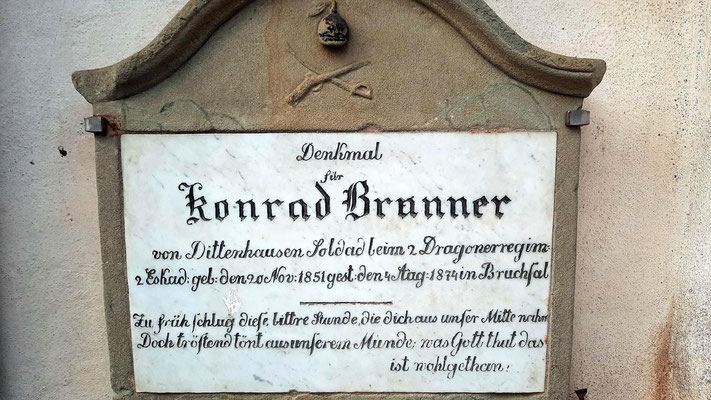 Denkmal
für
Konrad Brunner
von Dittenhausen Soldad beim 2 Dragonerregim:
2 Eskad: geb: den 20 Nov: 1851 gest: den 4 Aug: 1874 in Bruchsal
Zu früh schlug diese bittre Stunde, die dich aus unser Mitte nahm
Doch tröstend tönt aus unserem Munde: was Gott thut das
ist wohlgethan!